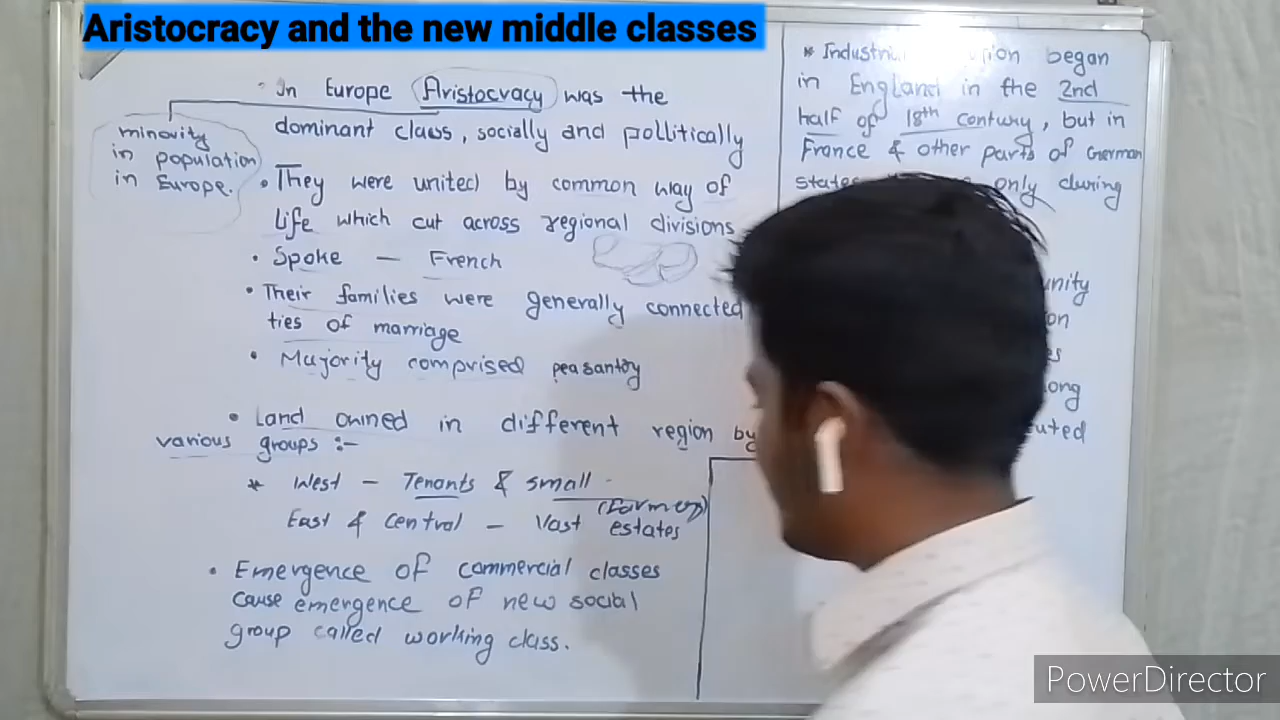 Aristocracy and the new middle classes
In Europe Aristocracy was the
dominant class, socially and pollitically
minority
in population
in Europe.
• They were united by common way of
life which cut across regional divisions
• Spoke — French
• Their families were generally connected
ties of marriage
• Majority comprised peasantry
• Land owned in different region by
various groups :-
* West - Tenants & small
(Farmers)
East & Central - Vast estates
• Emergence of commercial classes
cause emergence of new social
group called working class.
* began
in England in the 2nd
half of 18th Century, but in
France & other parts of German
only during
PowerDirector